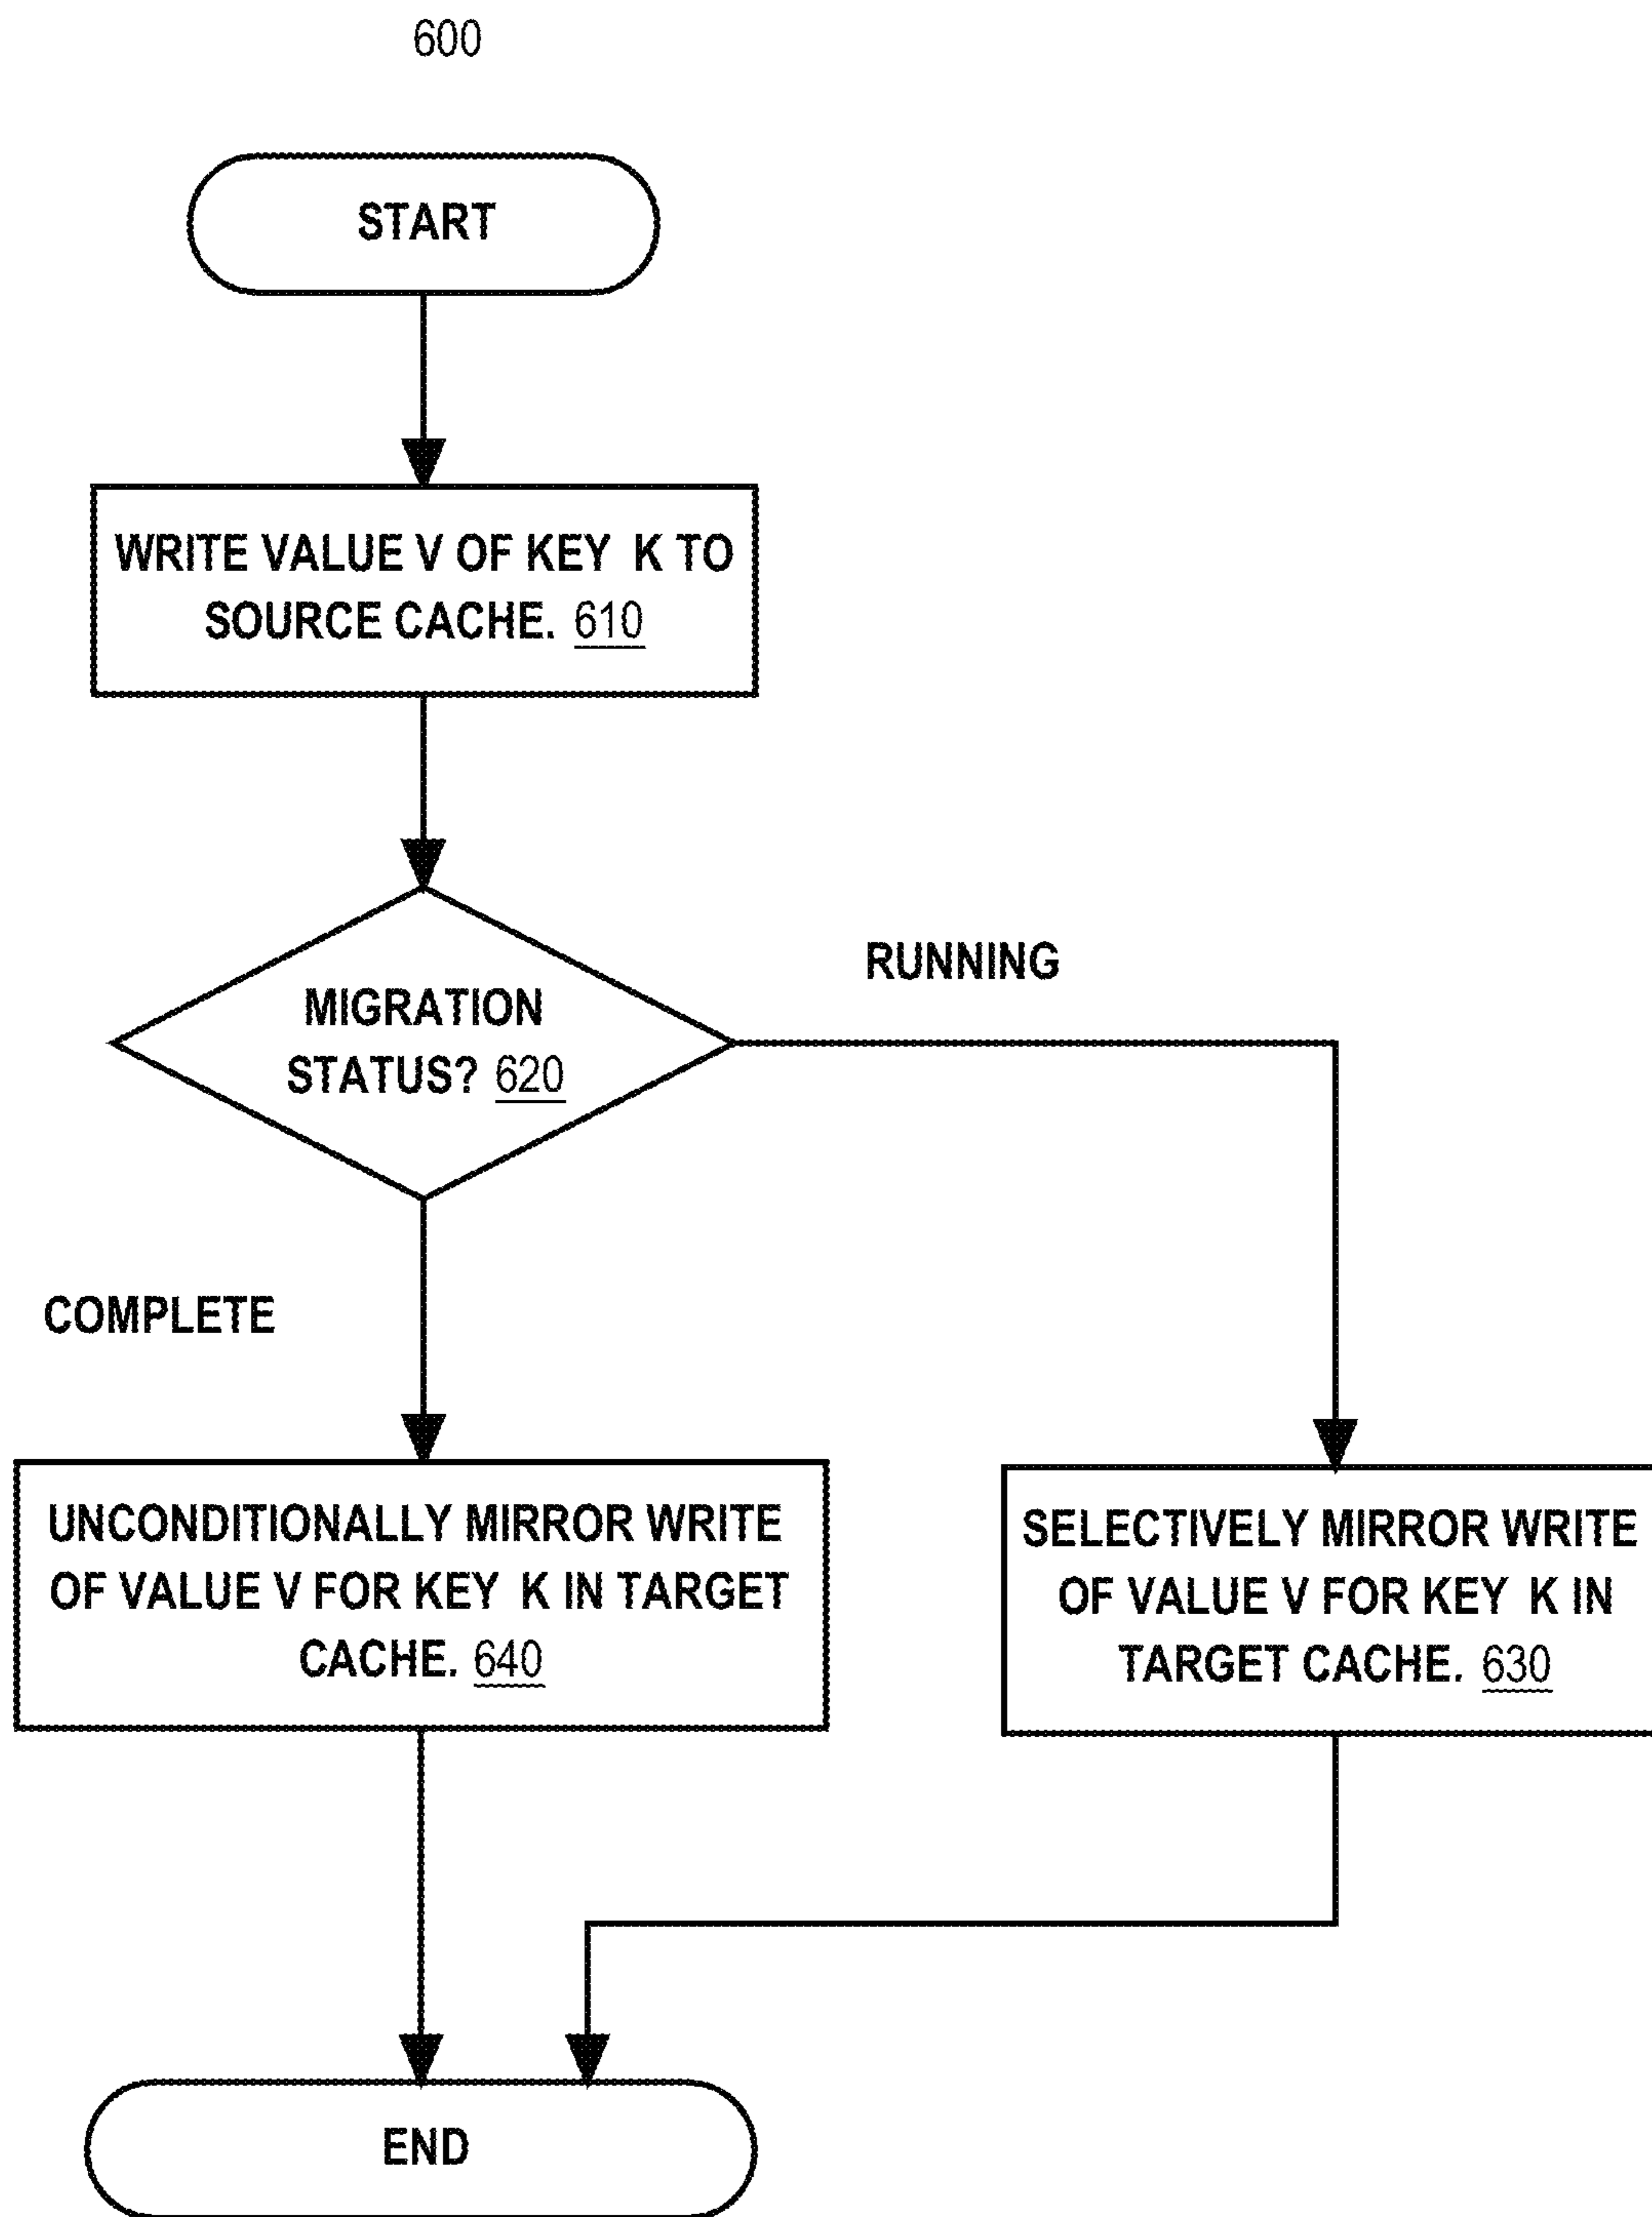 600
START
WRITE VALUE V OF KEY K TO
SOURCE CACHE. 610
RUNNING
MIGRATION
STATUS? 620
COMPLETE
UNCONDITIONALLY MIRROR WRITE
OF VALUE V FOR KEY K IN TARGET
CACHE. 640
SELECTIVELY MIRROR WRITE
OF VALUE V FOR KEY K IN
TARGET CACHE. 630
END